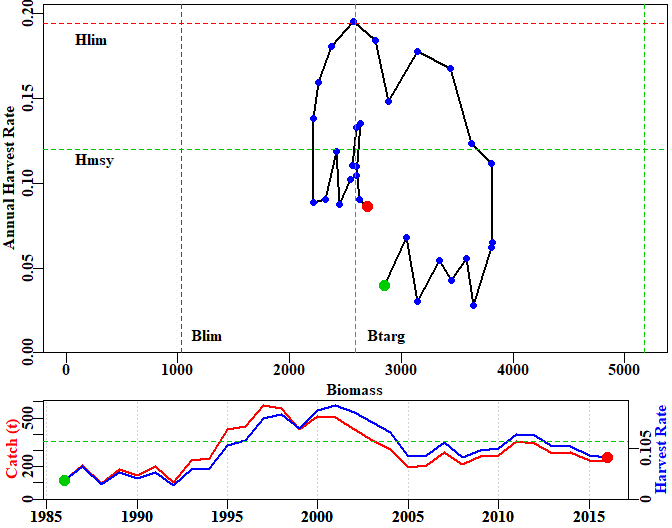 Annual Harvest Rate
0.20
0.15
0.10
0.05
0.00
Hlim
Hmsy
Blim
Btarg
0 1000 2000 3000 4000 5000
Biomass
Catch (t)
500
200
0
0.105
0
Harvest Rate
1985 1990 1995 2000 2005 2010 2015